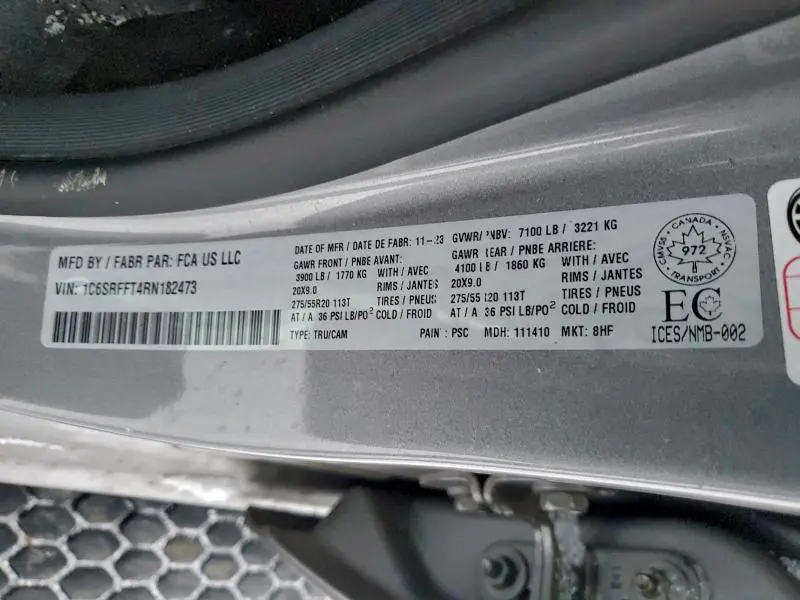 MFD BY / FABR PAR: FCA US LLC
VIN: 1C6SRFFT4RN182473
DATE OF MFR / DATE DE FABR: 11-23
GAWR FRONT / PNBE AVANT:
3900 LB / 1770 KG WITH / AVEC
20X9.0 RIMS / JANTES
275/55R20 113T TIRES / PNEUS
AT / A 36 PSI LB/PO² COLD / FROID
TYPE: TRU/CAM
GVWR/ PNBV: 7100 LB / 3221 KG
GAWR REAR / PNBE ARRIERE:
4100 LB / 1860 KG WITH / AVEC
20X9.0 RIMS / JANTES
275/55R20 113T TIRES / PNEUS
AT / A 36 PSI LB/PO² COLD / FROID
PAINT: PSC MDH: 111410 MKT: 8HF
CANADA
CMVSS NSVAC
972
TRANSPORT
EC
ICES/NMB-002